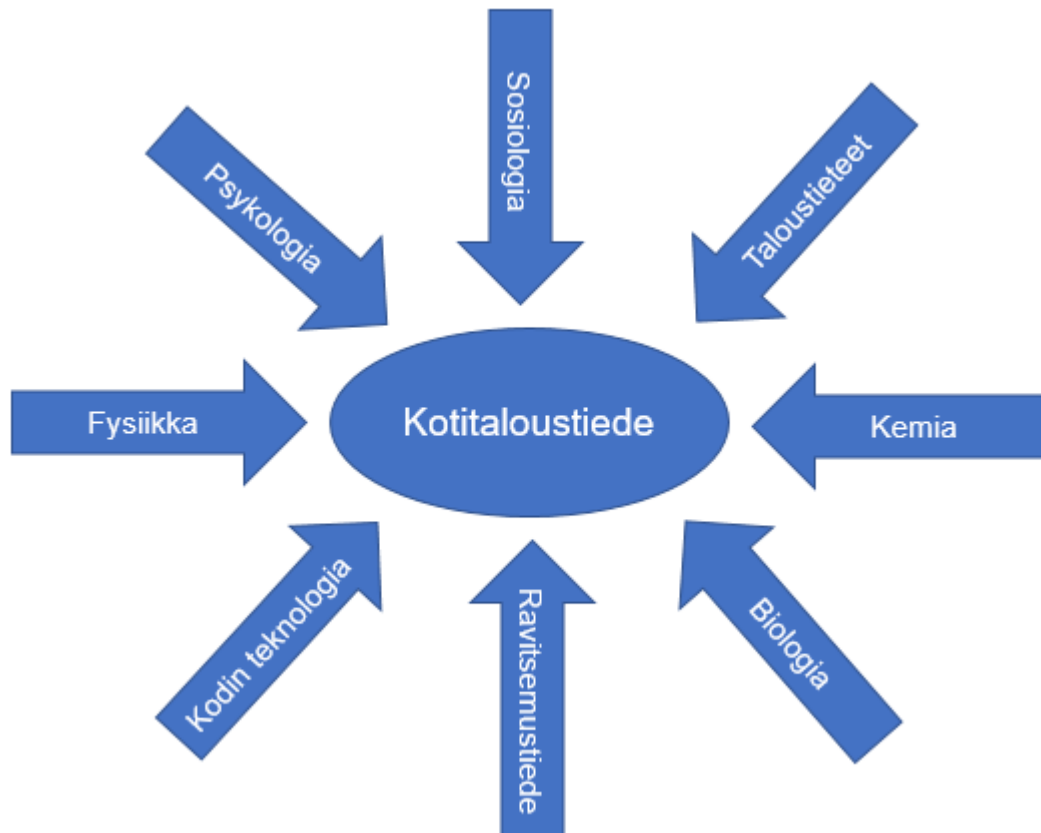 Sosiologia
Psykologia
Taloustieteet
Fysiikka
Kotitaloustiede
Kemia
Kodin teknologia
Ravitsemustiede
Biologia